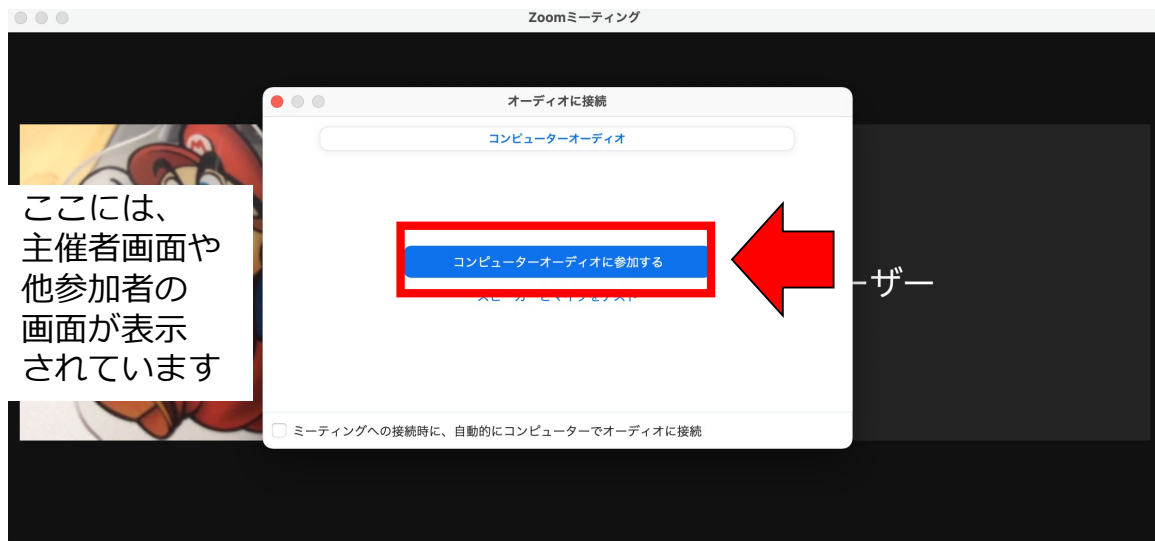 Zoomミーティング
オーディオに接続
コンピューターオーディオ
ここには、
主催者画面や
他参加者の
画面が表示
されています
コンピューターオーディオに参加する
ーザー
ミーティングへの接続時に、自動的にコンピューターでオーディオに接続